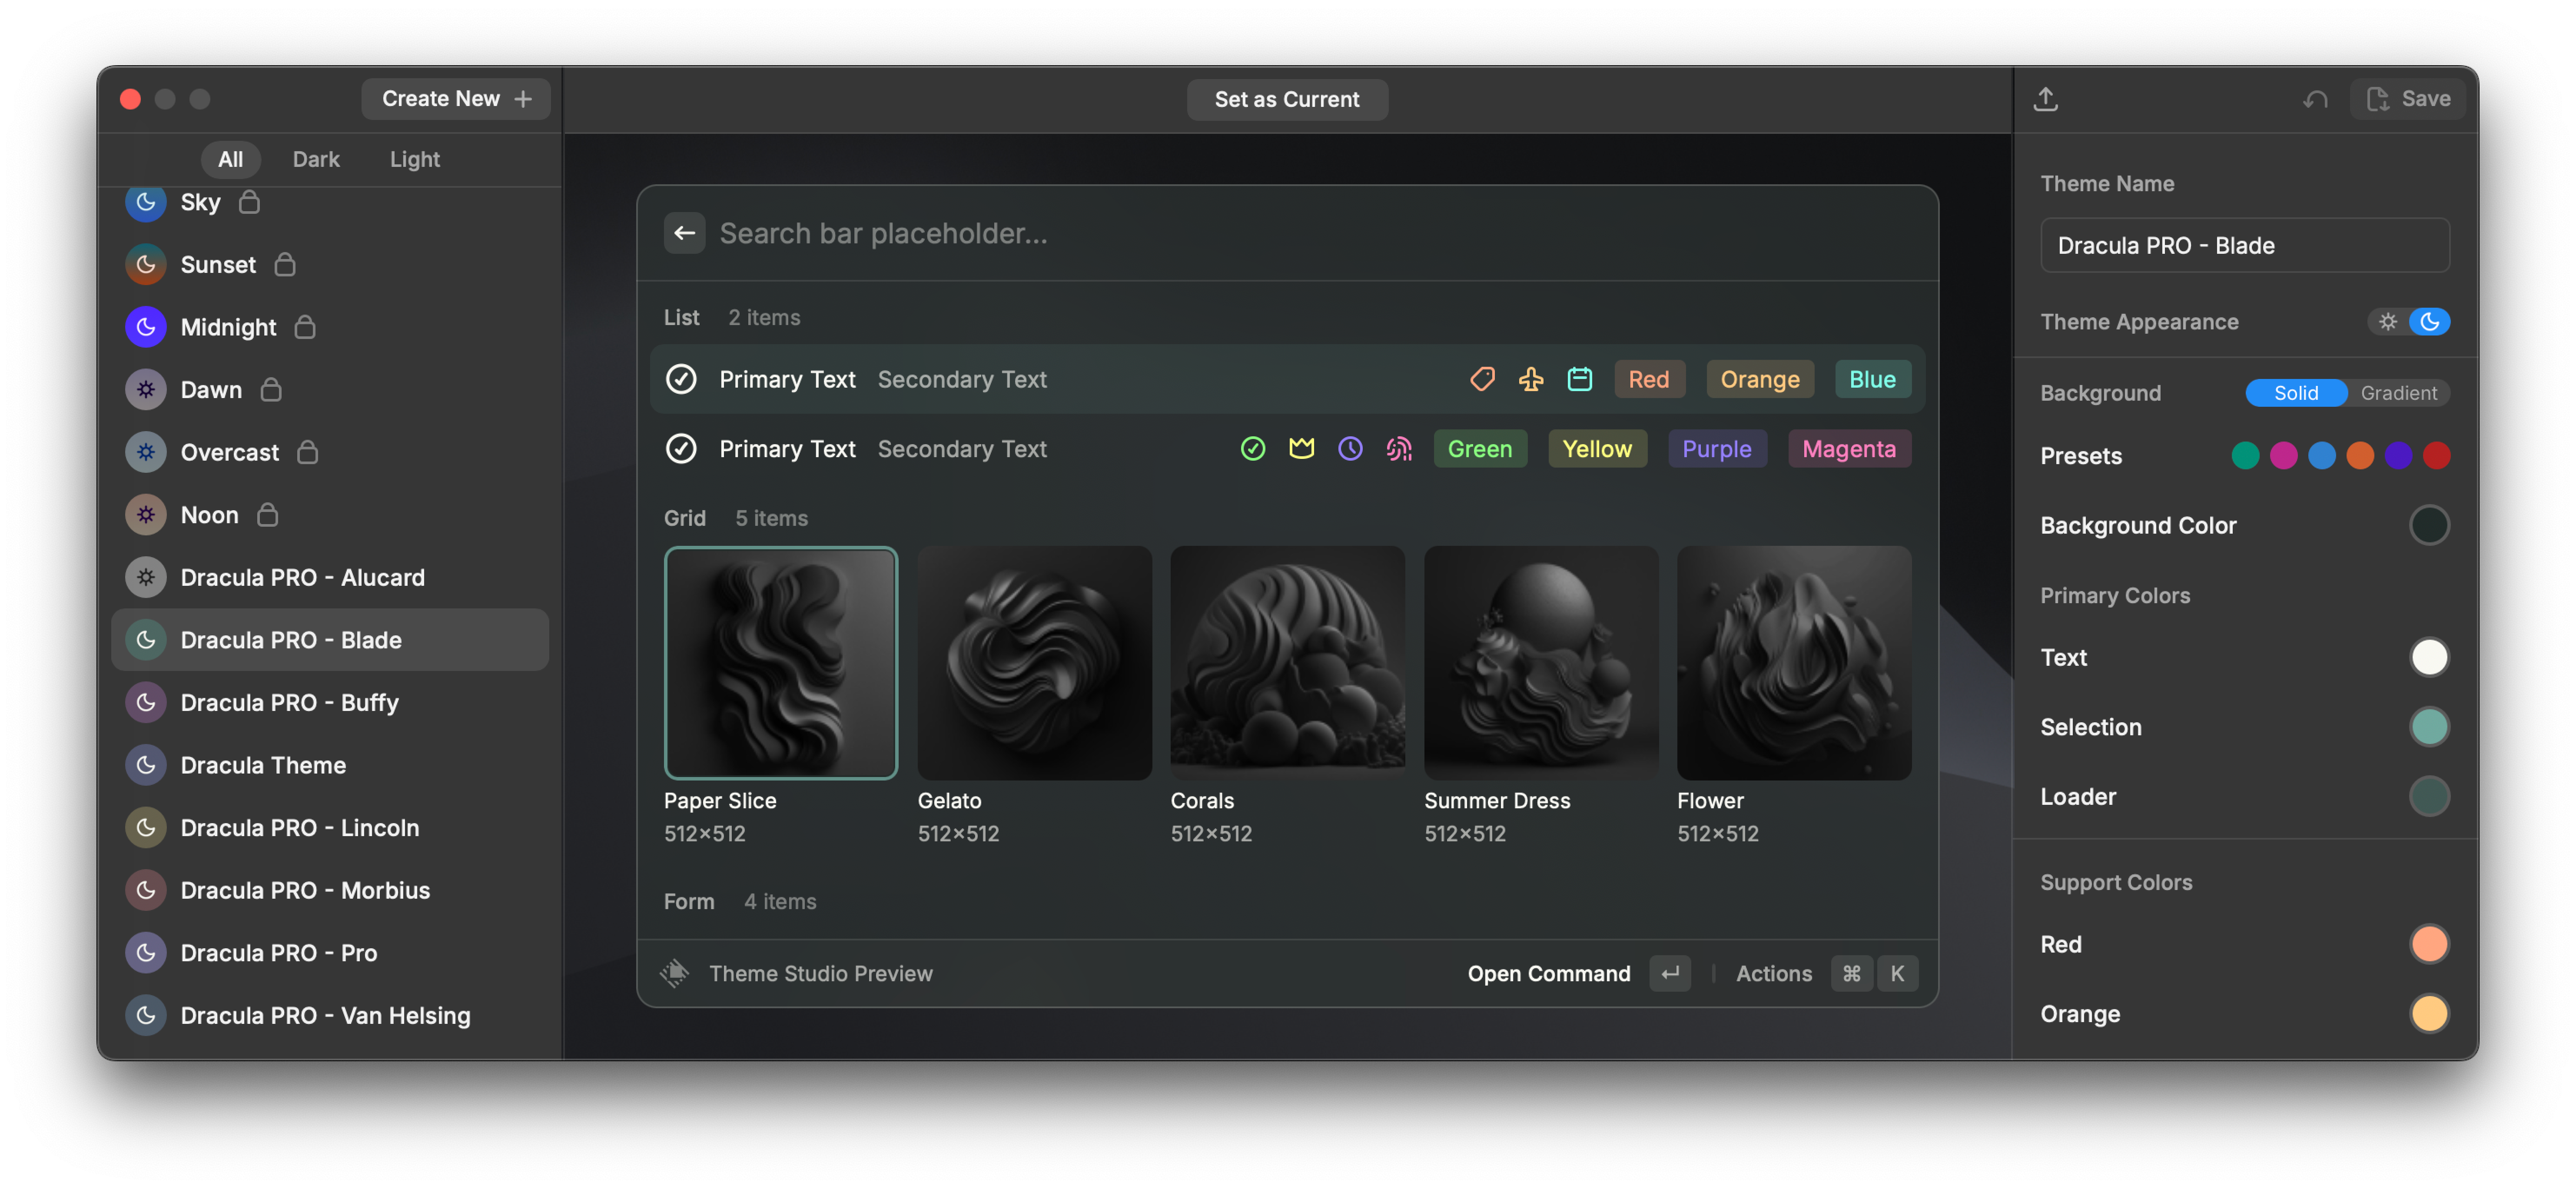 Create New
Set as Current
Save
All Dark Light
Sky
Sunset
Midnight
Dawn
Overcast
Noon
Dracula PRO - Alucard
Dracula PRO - Blade
Dracula PRO - Buffy
Dracula Theme
Dracula PRO - Lincoln
Dracula PRO - Morbius
Dracula PRO - Pro
Dracula PRO - Van Helsing
Search bar placeholder...
List 2 items
Primary Text Secondary Text Red Orange Blue
Primary Text Secondary Text Green Yellow Purple Magenta
Grid 5 items
Paper Slice
512×512
Gelato
512×512
Corals
512×512
Summer Dress
512×512
Flower
512×512
Form 4 items
Theme Studio Preview
Open Command Actions ⌘ K
Theme Name
Dracula PRO - Blade
Theme Appearance
Background Solid Gradient
Presets
Background Color
Primary Colors
Text
Selection
Loader
Support Colors
Red
Orange